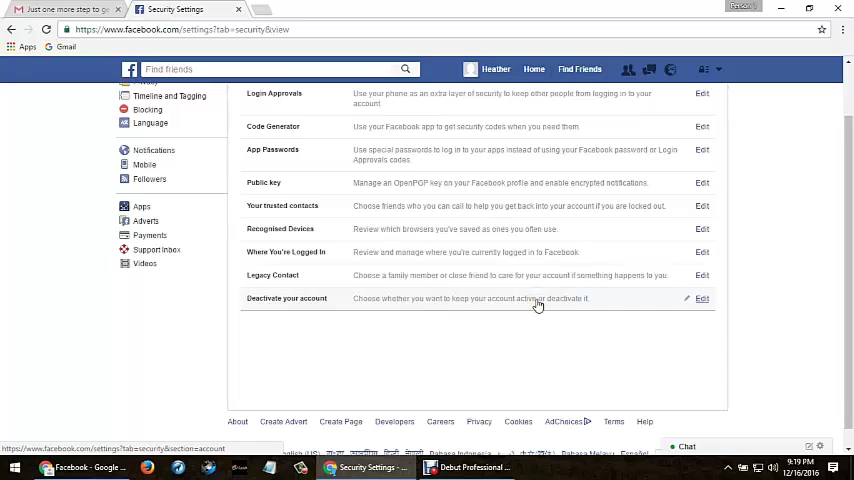 Just one more step to ge
Security Settings
Person 1
https://www.facebook.com/settings?tab=security&view
Apps
Gmail
Find friends
Heather
Home
Find Friends
Timeline and Tagging
Blocking
Language
Notifications
Mobile
Followers
Apps
Adverts
Payments
Support Inbox
Videos
Login Approvals
Use your phone as an extra layer of security to keep other people from logging in to your
account.
Edit
Code Generator
Use your Facebook app to get security codes when you need them.
Edit
App Passwords
Use special passwords to log in to your apps instead of using your Facebook password or Login
Approvals codes.
Edit
Public key
Manage an OpenPGP key on your Facebook profile and enable encrypted notifications.
Edit
Your trusted contacts
Choose friends who you can call to help you get back into your account if you are locked out.
Edit
Recognised Devices
Review which browsers you've saved as ones you often use.
Edit
Where You're Logged In
Review and manage where you're currently logged in to Facebook.
Edit
Legacy Contact
Choose a family member or close friend to care for your account if something happens to you.
Edit
Deactivate your account
Choose whether you want to keep your account active or deactivate it.
Edit
About
Create Advert
Create Page
Developers
Careers
Privacy
Cookies
AdChoices
Terms
Help
Chat
https://www.facebook.com/settings?tab=security&section=account
English (US)
Bahasa Indonesia
Bahasa Melayu
Español
Facebook - Google ...
Security Settings - ...
Debut Professional ...
9:19 PM
12/16/2016